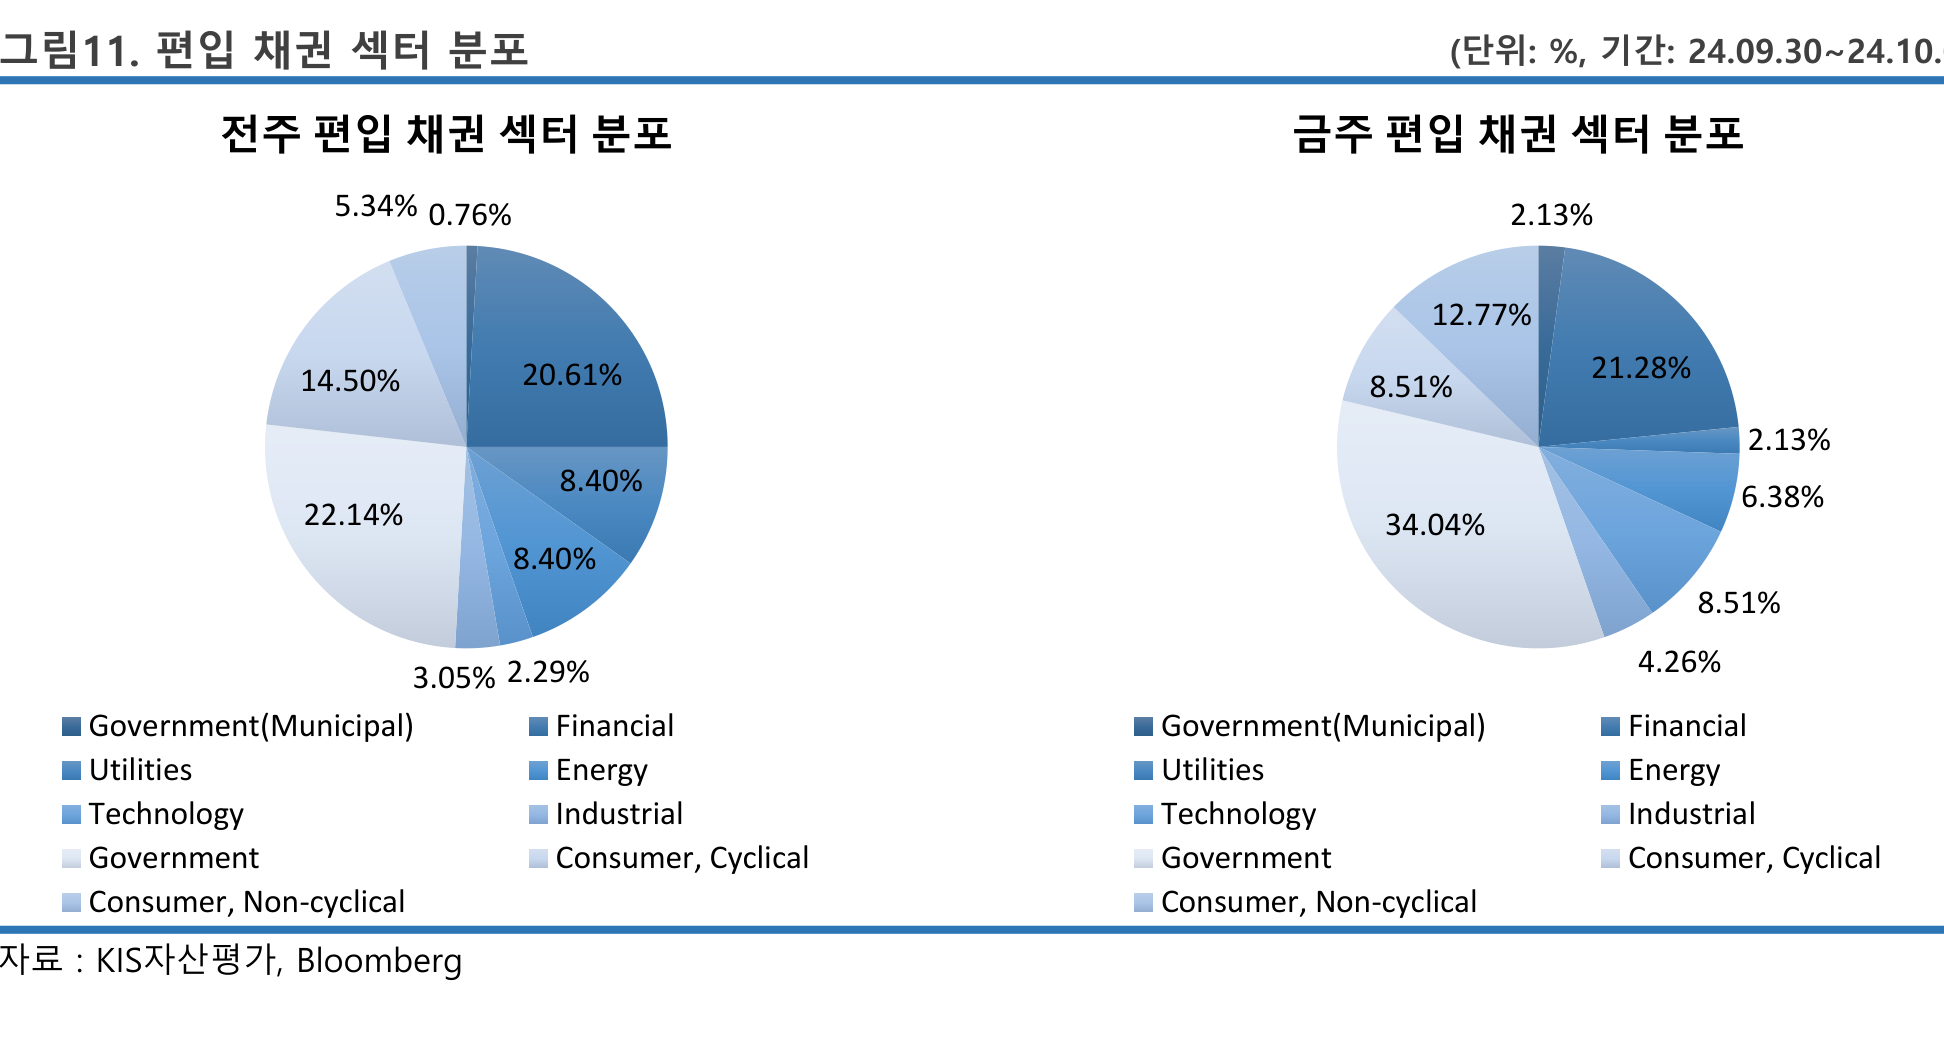 그림11. 편입 채권 섹터 분포
(단위: %, 기간: 24.09.30~24.10.
전주 편입 채권 섹터 분포
5.34%
0.76%
20.61%
14.50%
8.40%
22.14%
8.40%
3.05%
2.29%
Government(Municipal)
Financial
Utilities
Energy
Technology
Industrial
Government
Consumer, Cyclical
Consumer, Non-cyclical
금주 편입 채권 섹터 분포
2.13%
12.77%
21.28%
8.51%
2.13%
6.38%
34.04%
8.51%
4.26%
Government(Municipal)
Financial
Utilities
Energy
Technology
Industrial
Government
Consumer, Cyclical
Consumer, Non-cyclical
자료 : KIS자산평가, Bloomberg